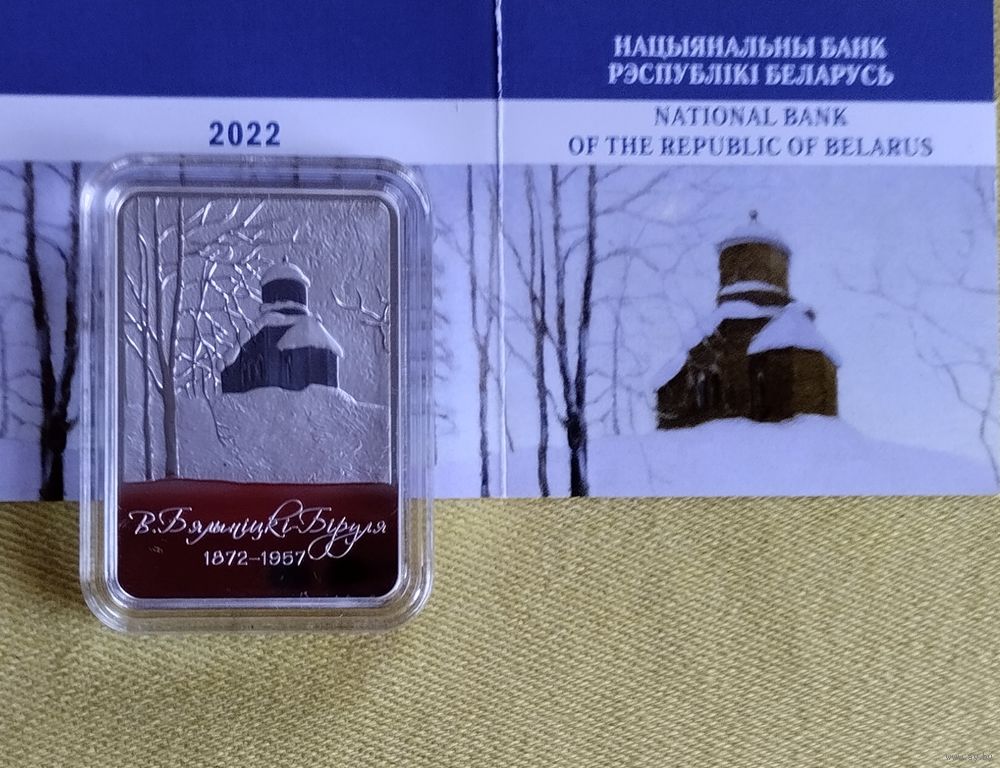 НАЦЫЯНАЛЬНЫ БАНК
РЭСПУБЛІКІ БЕЛАРУСЬ
2022
NATIONAL BANK
OF THE REPUBLIC OF BELARUS
В.Бялыніцкі-Біруля
1872–1957